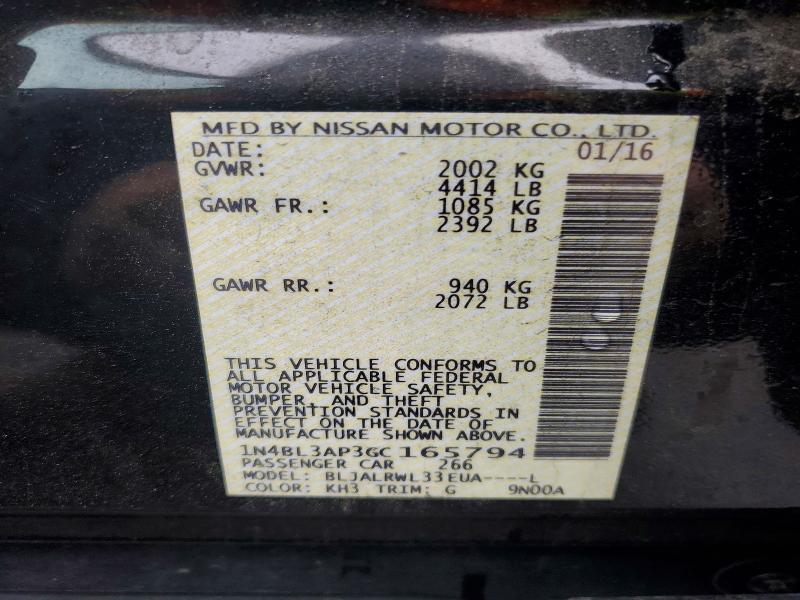 MFD BY NISSAN MOTOR CO., LTD.
DATE: 01/16
GVWR: 2002 KG
4414 LB
GAWR FR.: 1085 KG
2392 LB
GAWR RR.: 940 KG
2072 LB
THIS VEHICLE CONFORMS TO
ALL APPLICABLE FEDERAL
MOTOR VEHICLE SAFETY,
BUMPER, AND THEFT
PREVENTION STANDARDS IN
EFFECT ON THE DATE OF
MANUFACTURE SHOWN ABOVE.
1N4BL3AP3GC165794
PASSENGER CAR 266
MODEL: BLJALRWL33EUA----L
COLOR: KH3 TRIM: G 9N00A